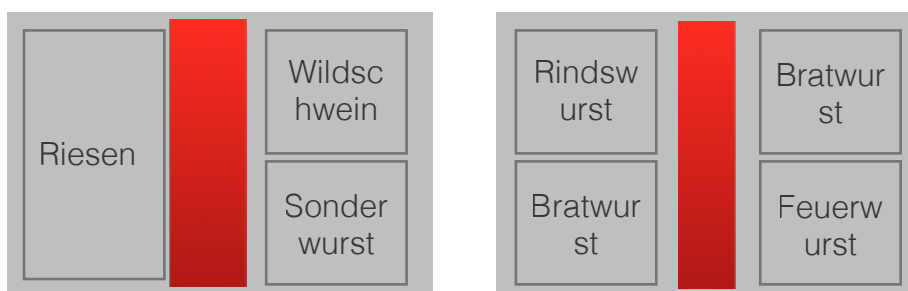 Riesen
Wildsc
hwein
Sonder
wurst
Rindsw
urst
Bratwur
st
Bratwur
st
Feuerw
urst